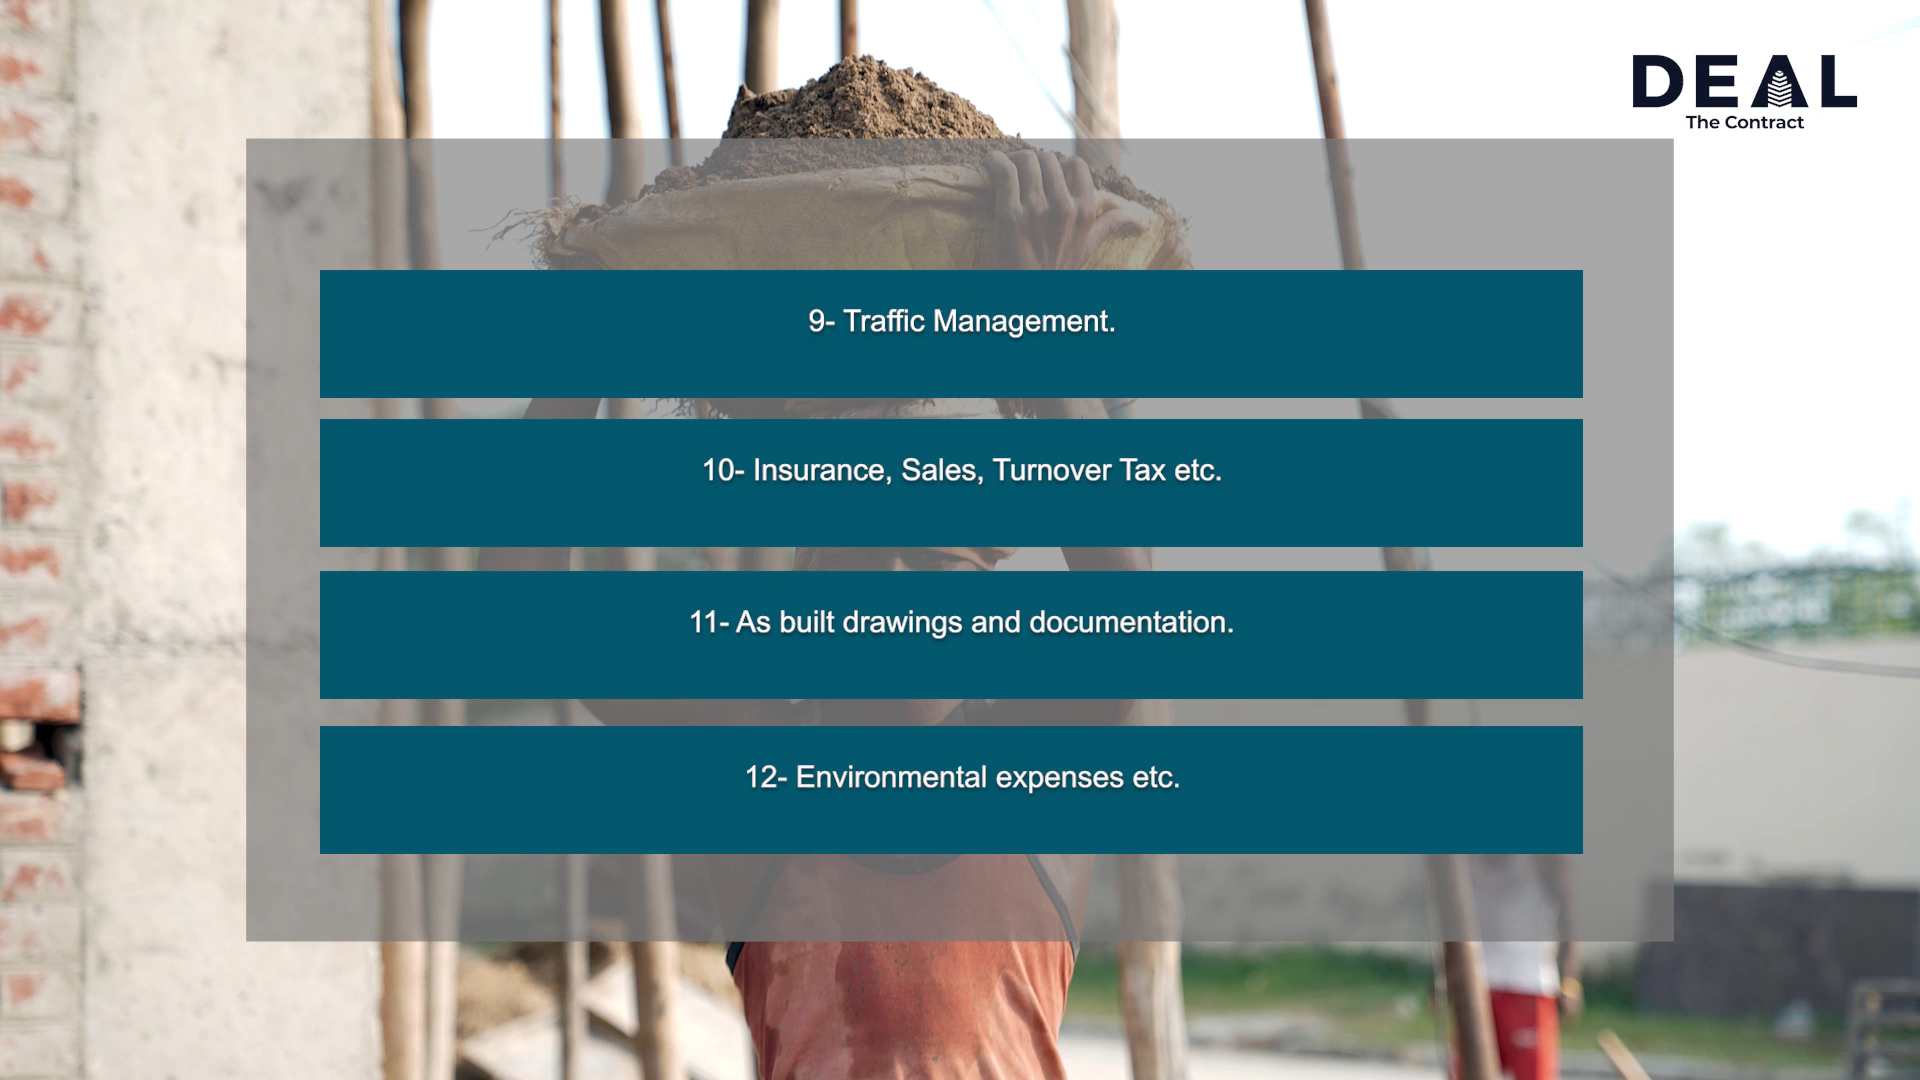 DEAL
The Contract
9- Traffic Management.
10- Insurance, Sales, Turnover Tax etc.
11- As built drawings and documentation.
12- Environmental expenses etc.